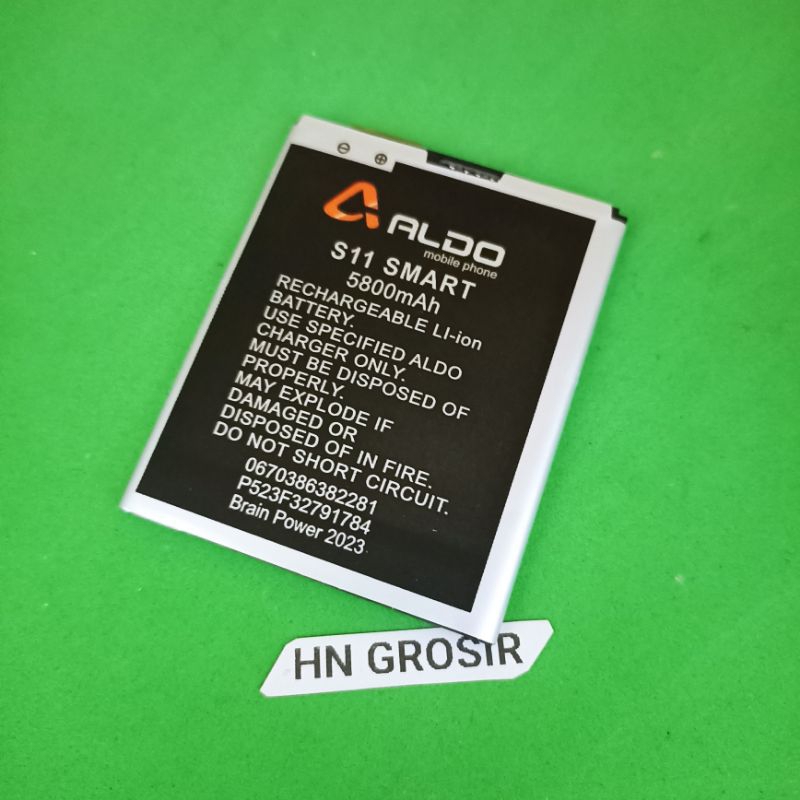 ⊖ ⊕
ALDO
mobile phone
S11 SMART
5800mAh
RECHARGEABLE LI-ion
BATTERY.
USE SPECIFIED ALDO
CHARGER ONLY.
MUST BE DISPOSED OF
PROPERLY.
MAY EXPLODE IF
DAMAGED OR
DISPOSED OF IN FIRE.
DO NOT SHORT CIRCUIT.
0670386382281
P523F32791784
Brain Power 2023
HN GROSIR